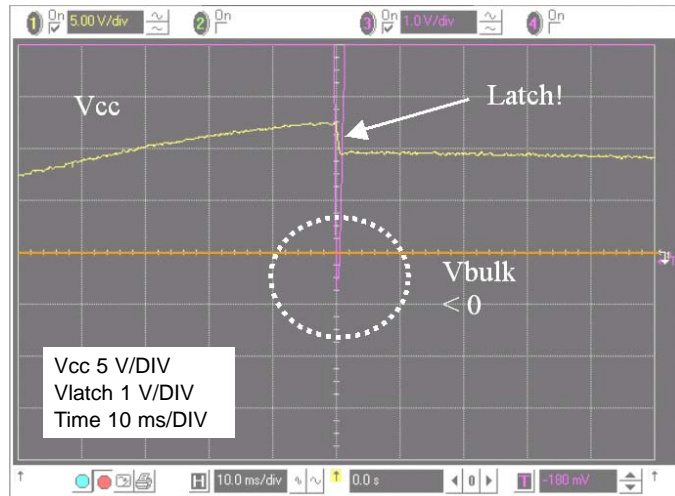 1 On 5.00 V/div 2 On 3 On 1.0 V/div 4 On
Vcc
Latch!
Vbulk
< 0
Vcc 5 V/DIV
Vlatch 1 V/DIV
Time 10 ms/DIV
H 10.0 ms/div 0.0 s 0 T -180 mV